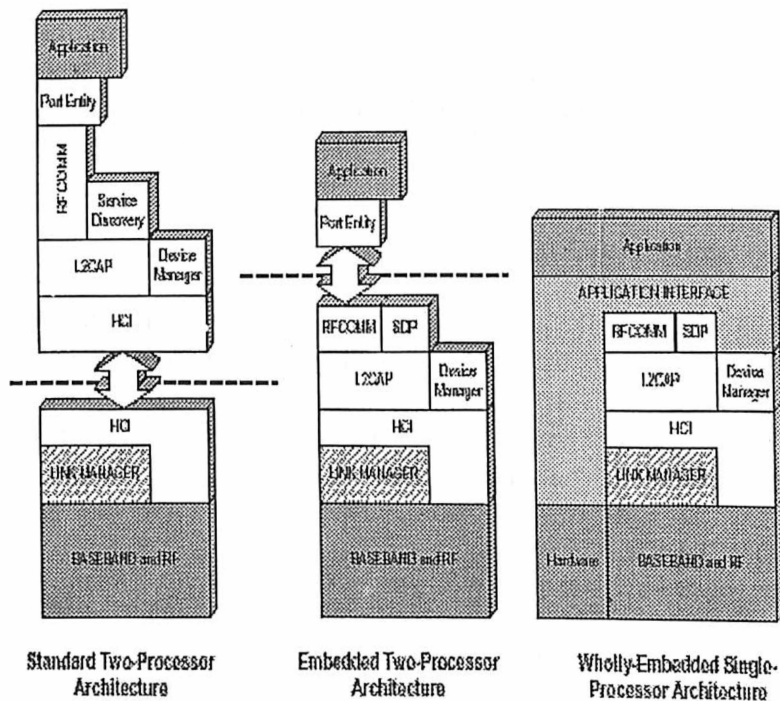 Application
Port Entity
RFCOMM
Service
Discovery
L2CAP
Device
Manager
HCI
HCI
LINK MANAGER
BASEBAND and RF
Standard Two-Processor
Architecture
Application
Port Entity
RFCOMM
SDP
L2CAP
Device
Manager
HCI
LINK MANAGER
BASEBAND and RF
Embedded Two-Processor
Architecture
Application
APPLICATION INTERFACE
RFCOMM
SDP
L2CAP
Device
Manager
HCI
LINK MANAGER
Hardware
BASEBAND and RF
Wholly-Embedded Single-
Processor Architecture